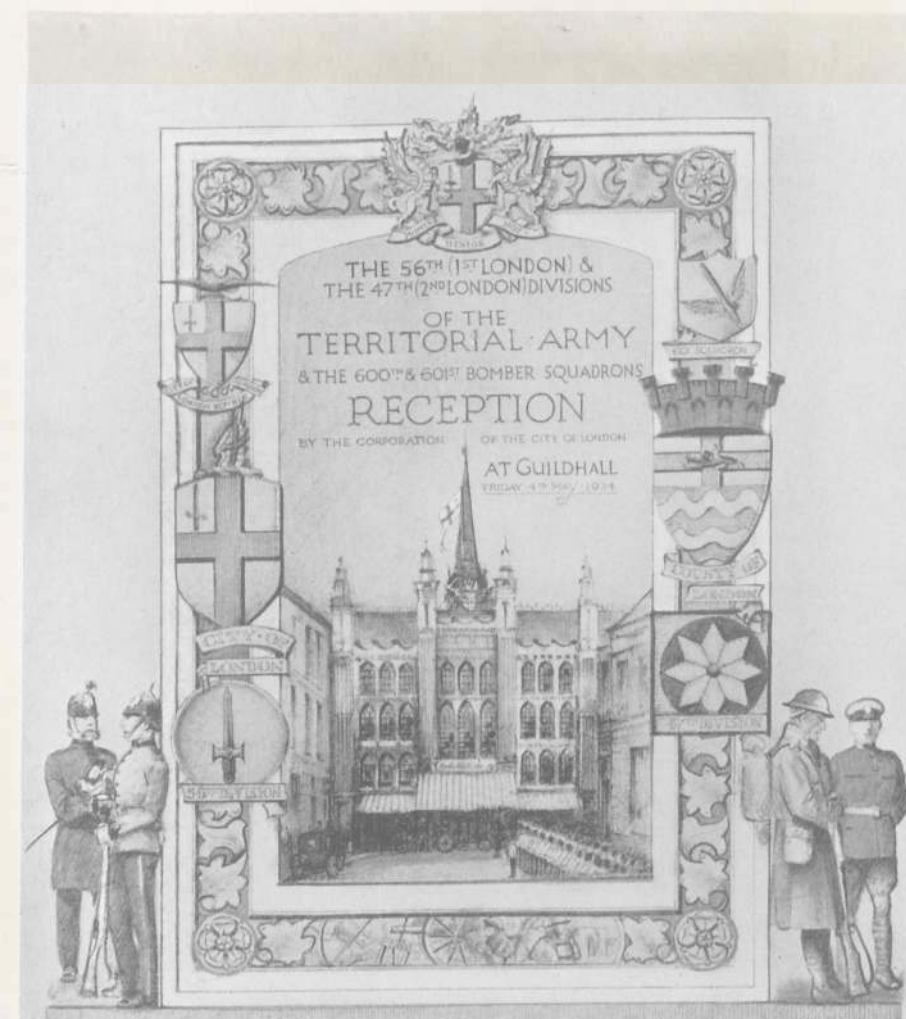 THE 56TH (1ST LONDON) &
THE 47TH (2ND LONDON) DIVISIONS
OF THE
TERRITORIAL · ARMY
& THE 600TH & 601ST BOMBER SQUADRONS
RECEPTION
BY THE CORPORATION OF THE CITY OF LONDON
AT GUILDHALL
FRIDAY 4TH MAY · 1934
601 SQUADRON
CITY · OF
LONDON
COUNTY OF
LONDON
56TH DIVISION
47TH DIVISION